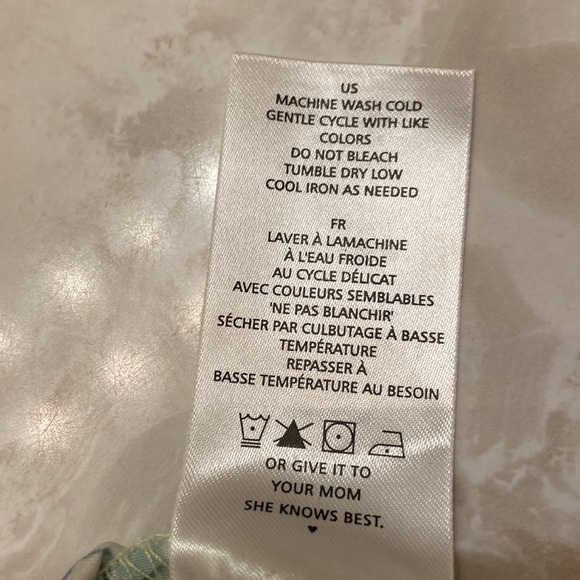 US
MACHINE WASH COLD
GENTLE CYCLE WITH LIKE
COLORS
DO NOT BLEACH
TUMBLE DRY LOW
COOL IRON AS NEEDED
FR
LAVER À LAMACHINE
À L'EAU FROIDE
AU CYCLE DÉLICAT
AVEC COULEURS SEMBLABLES
'NE PAS BLANCHIR'
SÉCHER PAR CULBUTAGE À BASSE
TEMPÉRATURE
REPASSER À
BASSE TEMPÉRATURE AU BESOIN
OR GIVE IT TO
YOUR MOM
SHE KNOWS BEST.